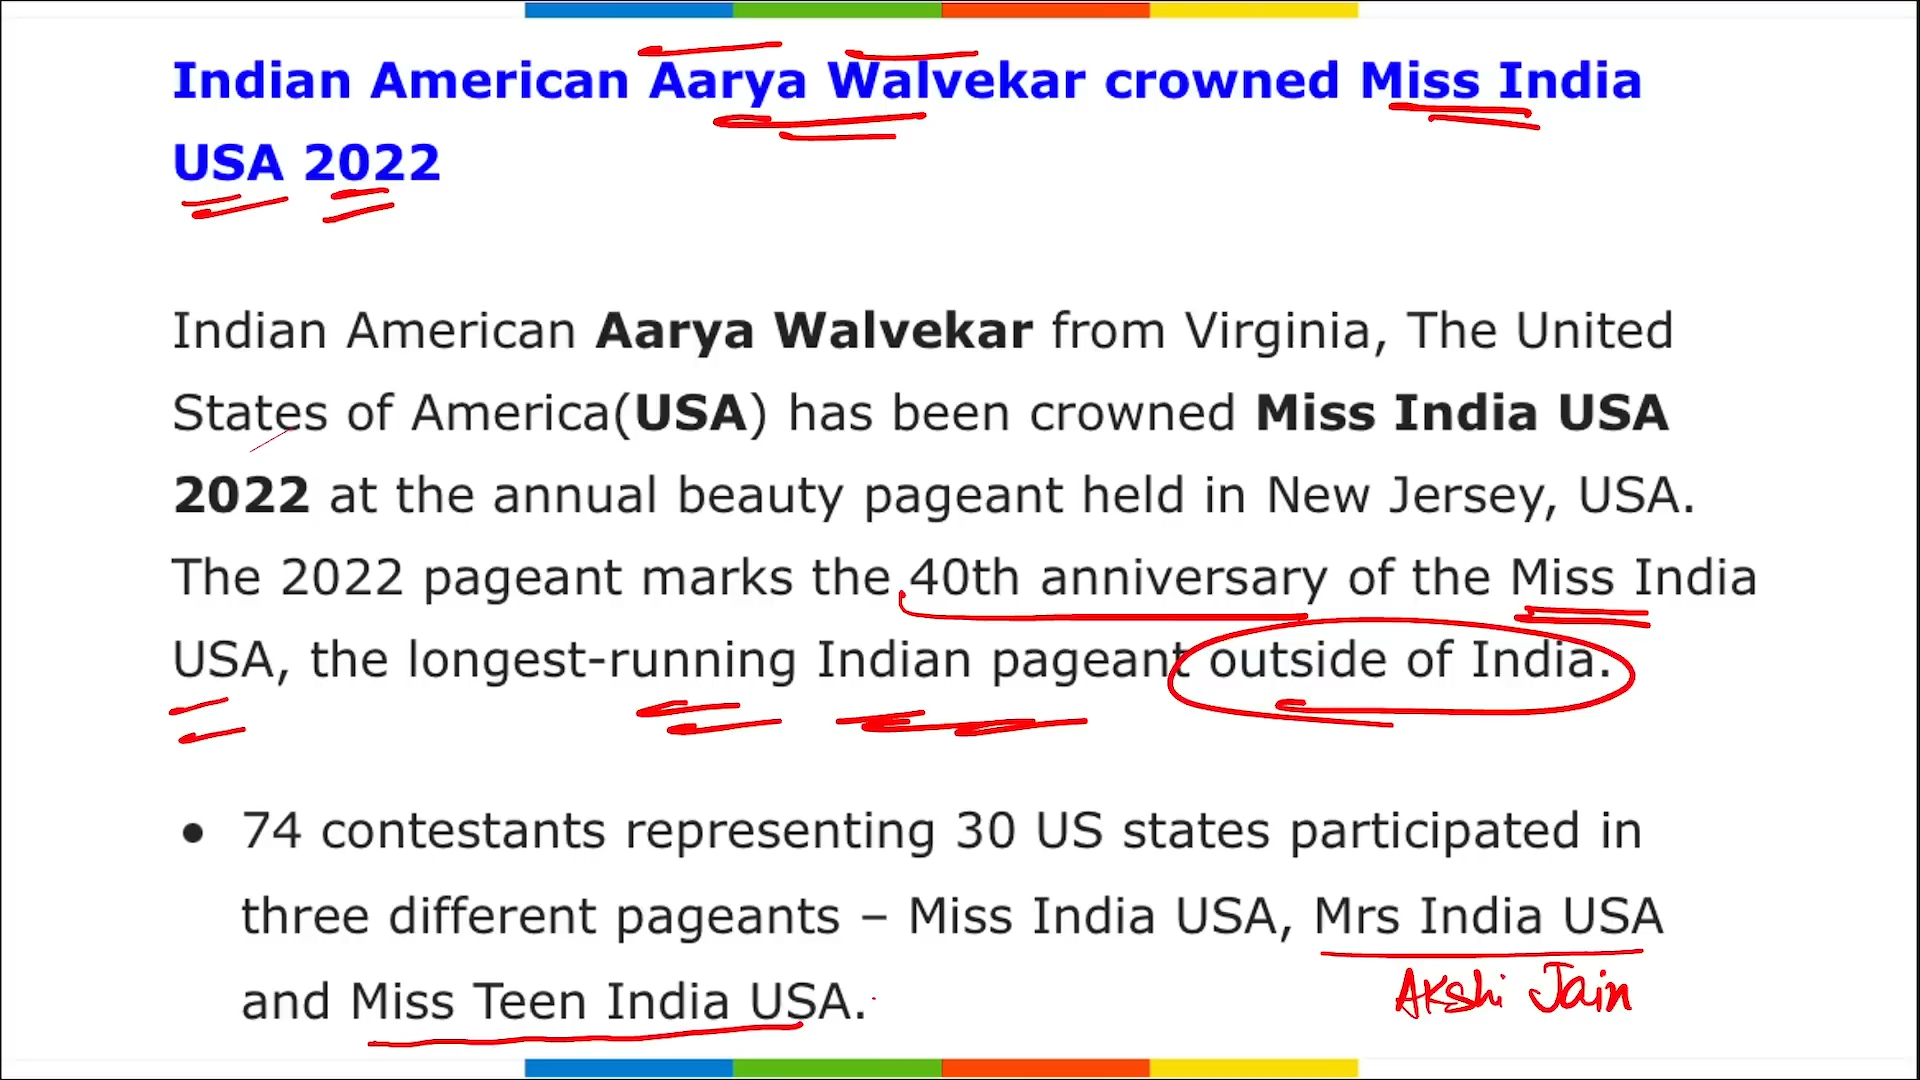 Indian American Aarya Walvekar crowned Miss India
USA 2022
Indian American Aarya Walvekar from Virginia, The United
States of America(USA) has been crowned Miss India USA
2022 at the annual beauty pageant held in New Jersey, USA.
The 2022 pageant marks the 40th anniversary of the Miss India
USA, the longest-running Indian pageant outside of India.
• 74 contestants representing 30 US states participated in
three different pageants – Miss India USA, Mrs India USA
and Miss Teen India USA.
Akshi Jain